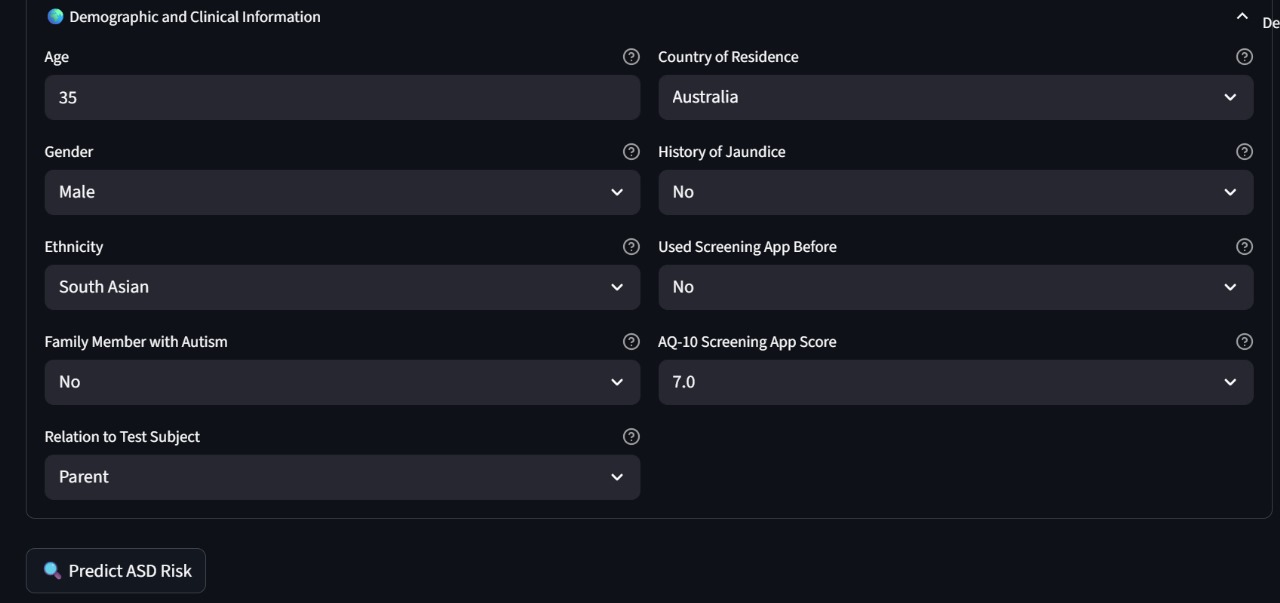 Demographic and Clinical Information
De
Age
35
Country of Residence
Australia
Gender
Male
History of Jaundice
No
Ethnicity
South Asian
Used Screening App Before
No
Family Member with Autism
No
AQ-10 Screening App Score
7.0
Relation to Test Subject
Parent
Predict ASD Risk